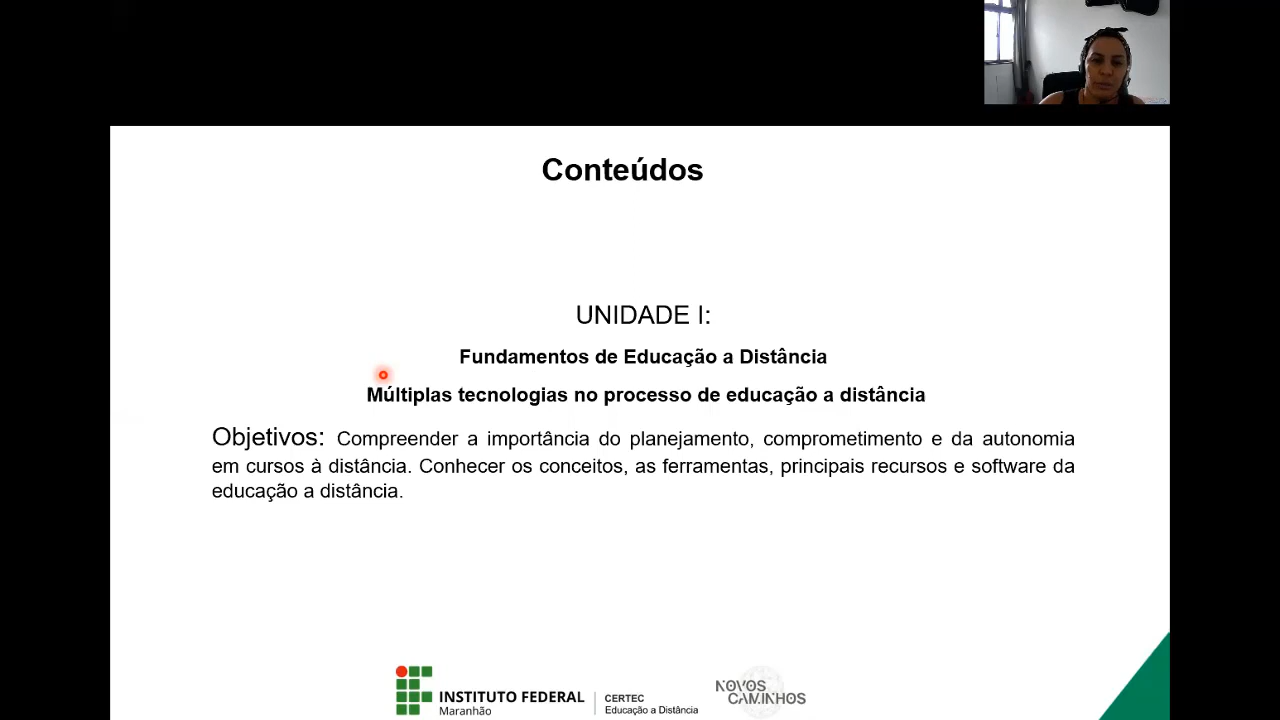 Conteúdos
UNIDADE I:
Fundamentos de Educação a Distância
Múltiplas tecnologias no processo de educação a distância
Objetivos: Compreender a importância do planejamento, comprometimento e da autonomia
em cursos à distância. Conhecer os conceitos, as ferramentas, principais recursos e software da
educação a distância.
INSTITUTO FEDERAL
Maranhão
CERTEC
Educação a Distância
NOVOS
CAMINHOS